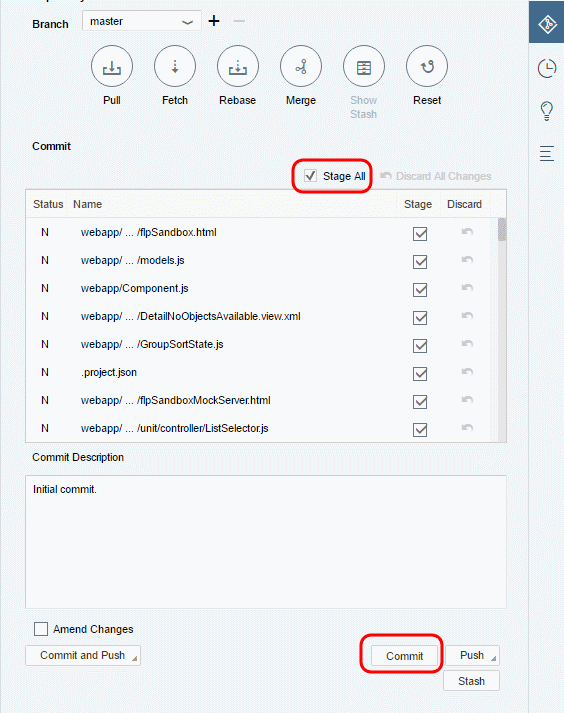 Branch master
Pull Fetch Rebase Merge Show Stash Reset
Commit
Stage All Discard All Changes
Status Name Stage Discard
N webapp/ ... /flpSandbox.html
N webapp/ ... /models.js
N webapp/Component.js
N webapp/ ... /DetailNoObjectsAvailable.view.xml
N webapp/ ... /GroupSortState.js
N .project.json
N webapp/ ... /flpSandboxMockServer.html
N webapp/ ... /unit/controller/ListSelector.js
Commit Description
Initial commit.
Amend Changes
Commit and Push Commit Push
Stash